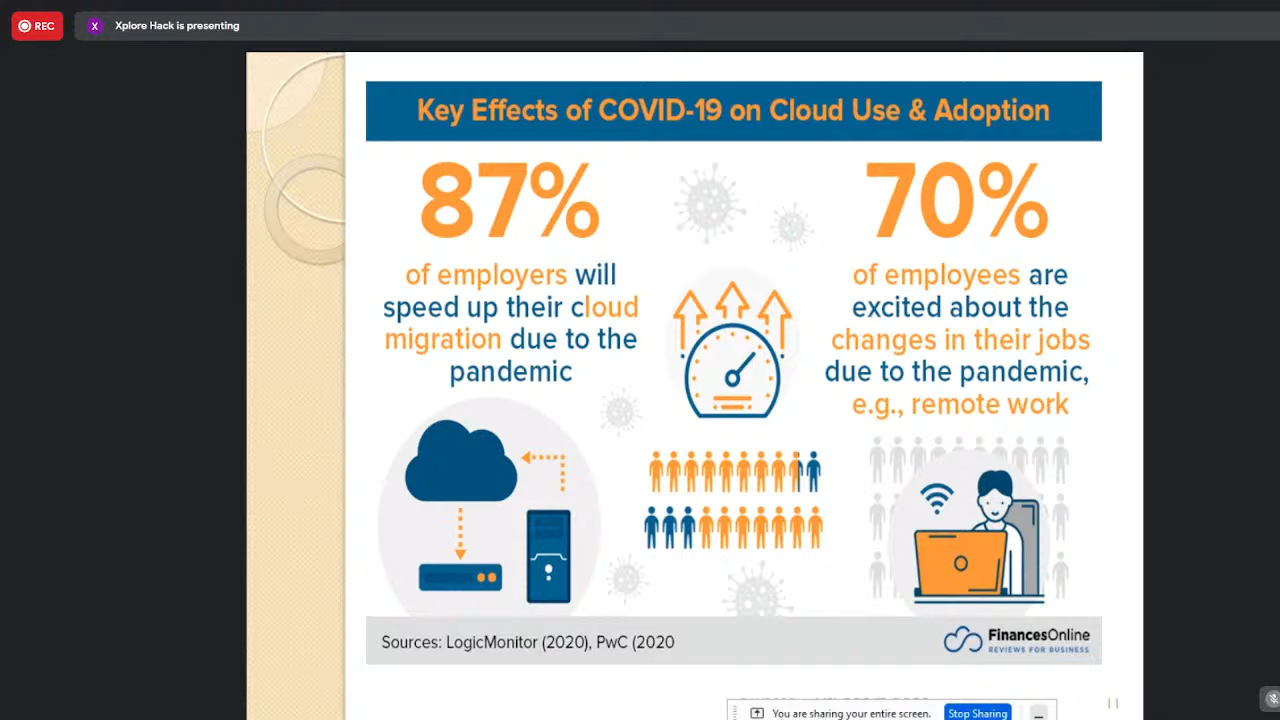 REC
X Xplore Hack is presenting
Key Effects of COVID-19 on Cloud Use & Adoption
87%
of employers will
speed up their cloud
migration due to the
pandemic
70%
of employees are
excited about the
changes in their jobs
due to the pandemic,
e.g., remote work
Sources: LogicMonitor (2020), PwC (2020
FinancesOnline
REVIEWS FOR BUSINESS
You are sharing your entire screen. Stop Sharing